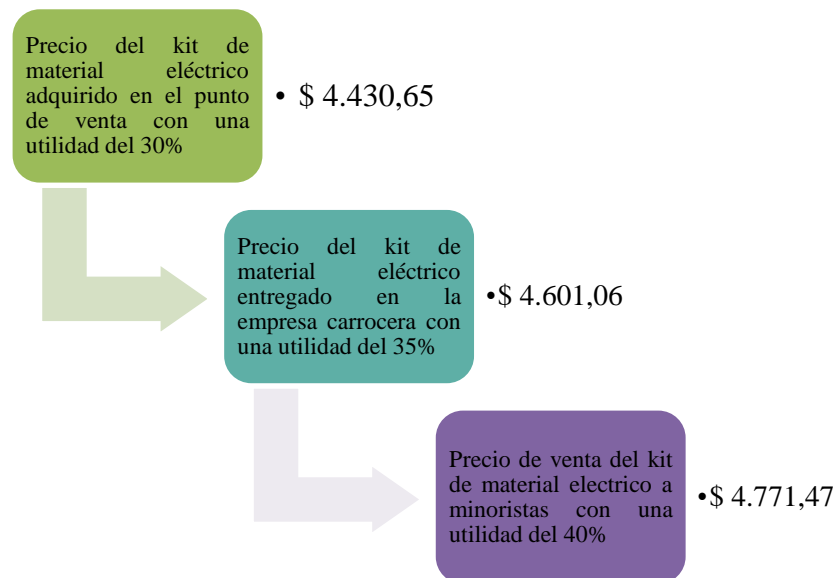 Precio del kit de
material eléctrico
adquirido en el punto
de venta con una
utilidad del 30%
• $ 4.430,65
Precio del kit de
material eléctrico
entregado en la
empresa carrocera con
una utilidad del 35%
•$ 4.601,06
Precio de venta del kit
de material electrico a
minoristas con una
utilidad del 40%
•$ 4.771,47